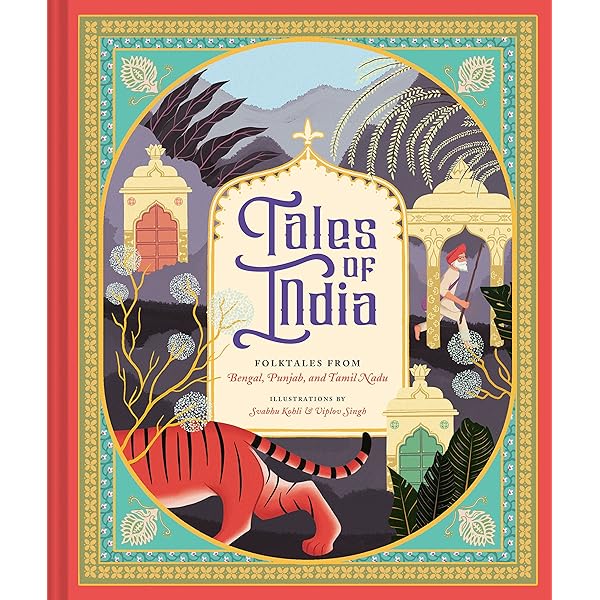 Tales
of
India
FOLKTALES FROM
Bengal, Punjab, and Tamil Nadu
ILLUSTRATIONS BY
Svabhu Kohli & Viplov Singh